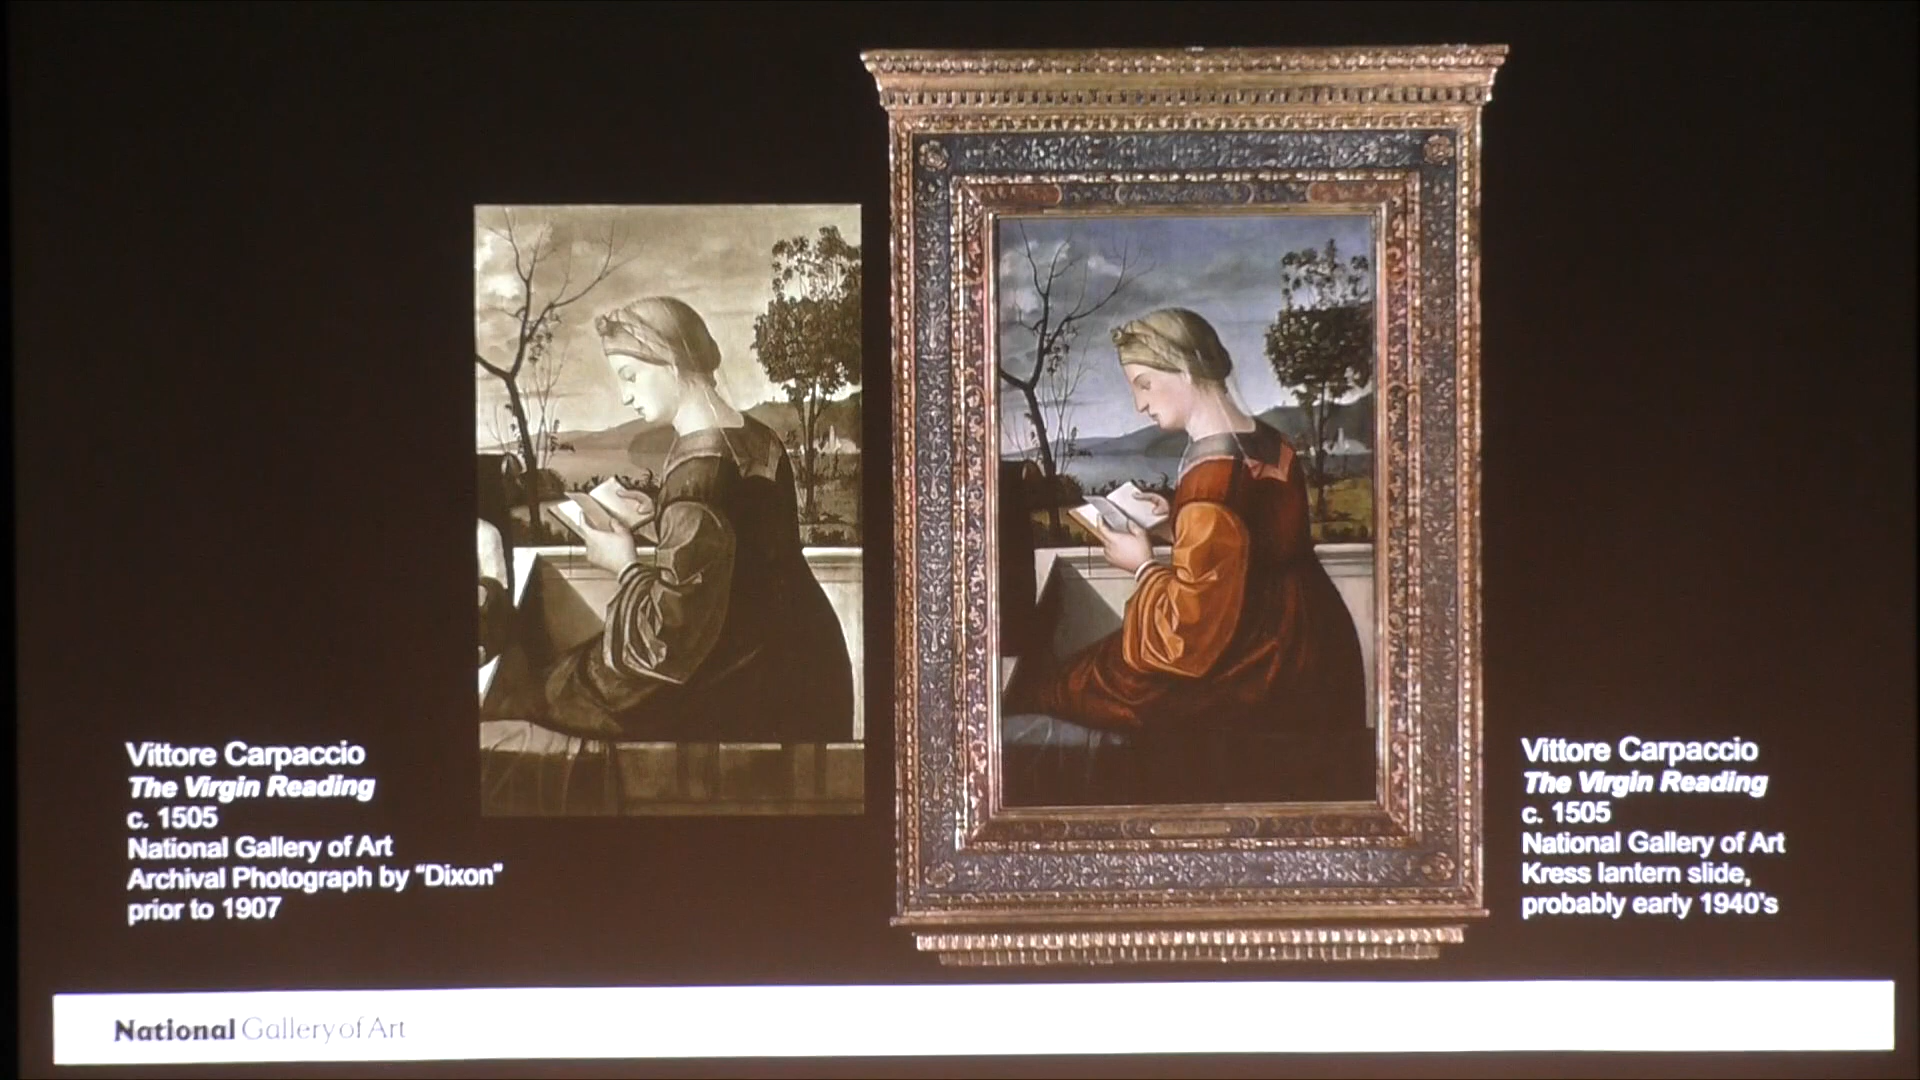 Vittore Carpaccio
The Virgin Reading
c. 1505
National Gallery of Art
Archival Photograph by “Dixon”
prior to 1907
Vittore Carpaccio
The Virgin Reading
c. 1505
National Gallery of Art
Kress lantern slide,
probably early 1940's
National Gallery of Art